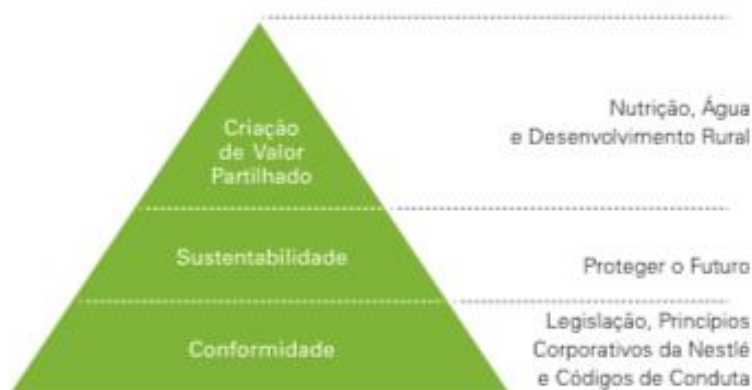 Criação
de Valor
Partilhado
Nutrição, Água
e Desenvolvimento Rural
Sustentabilidade
Proteger o Futuro
Conformidade
Legislação, Princípios
Corporativos da Nestlé
e Códigos de Conduta